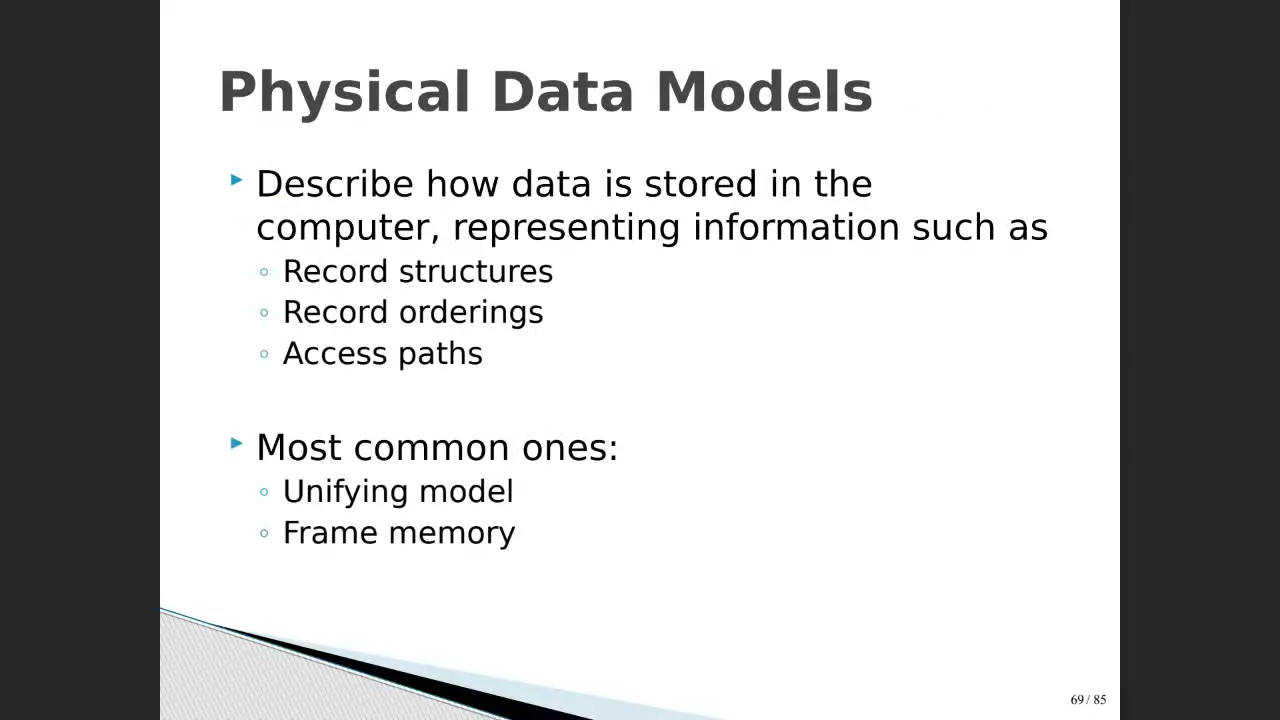 Physical Data Models
Describe how data is stored in the
computer, representing information such as
Record structures
Record orderings
Access paths
Most common ones:
Unifying model
Frame memory
69 / 85